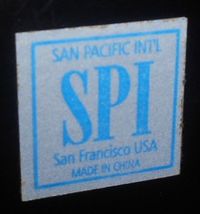 SAN PACIFIC INT'L
SPI
San Francisco USA
MADE IN CHINA